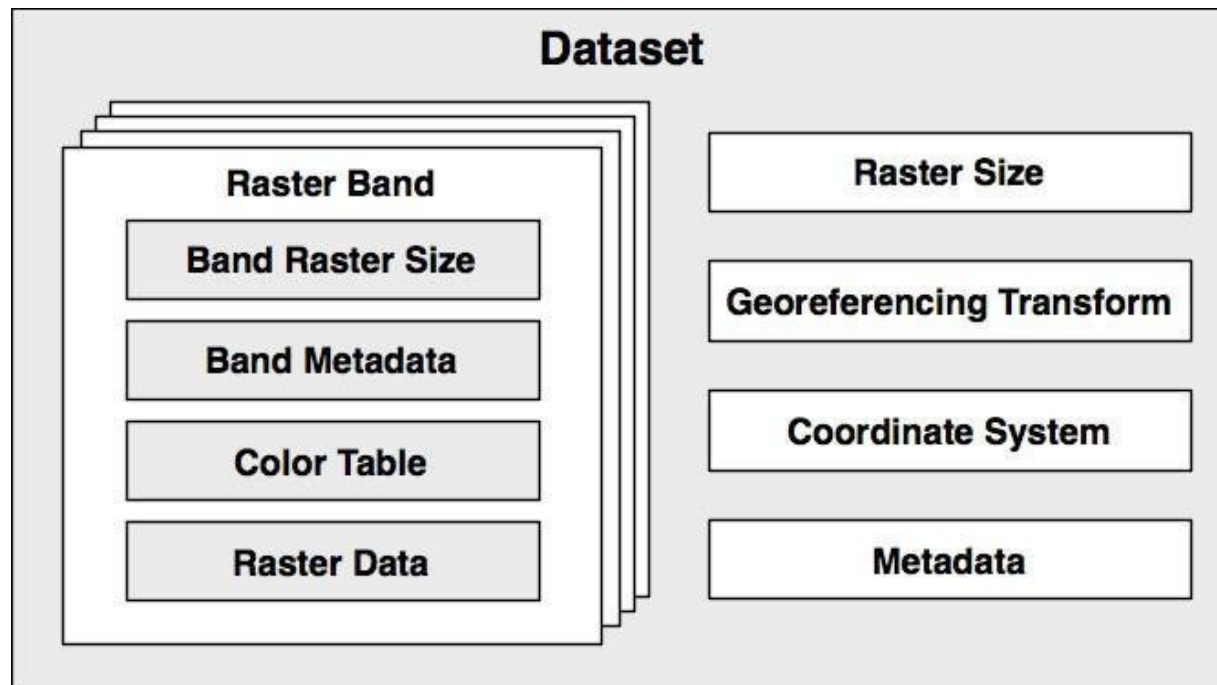 Dataset
Raster Band
Band Raster Size
Band Metadata
Color Table
Raster Data
Raster Size
Georeferencing Transform
Coordinate System
Metadata